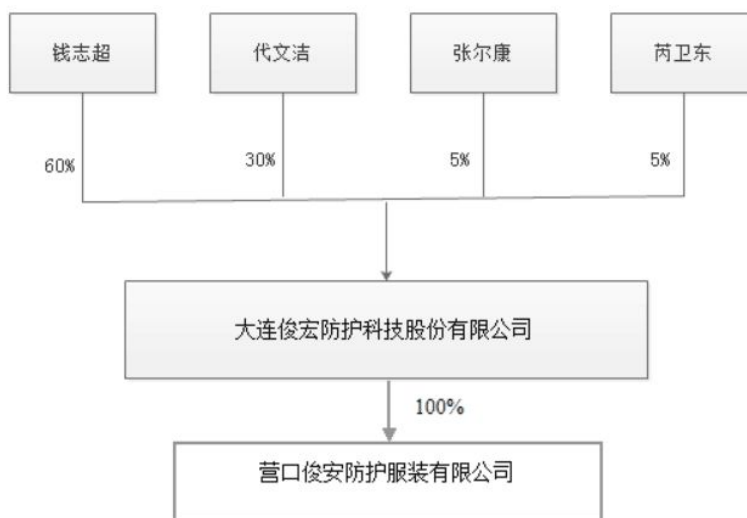 钱志超
代文洁
张尔康
芮卫东
60%
30%
5%
5%
大连俊宏防护科技股份有限公司
100%
营口俊安防护服装有限公司